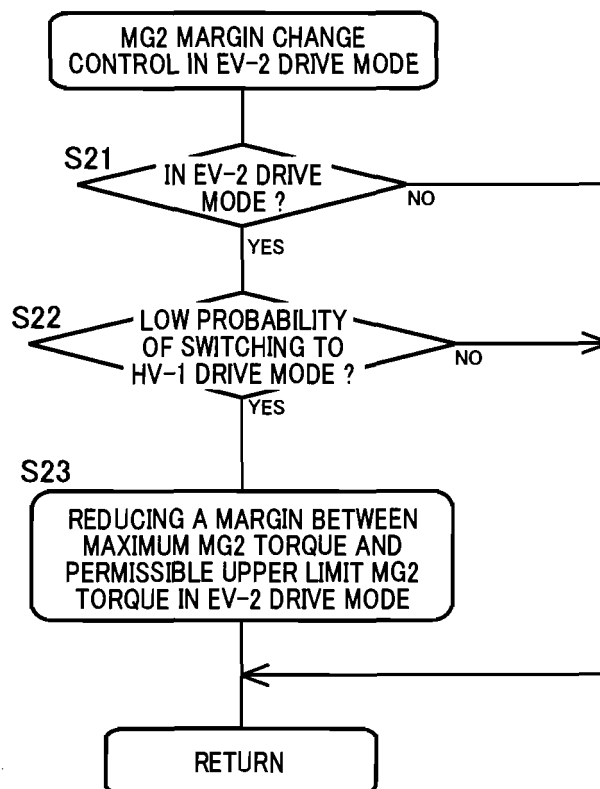 MG2 MARGIN CHANGE
CONTROL IN EV-2 DRIVE MODE
S21
IN EV-2 DRIVE
MODE ?
NO
YES
S22
LOW PROBABILITY
OF SWITCHING TO
HV-1 DRIVE MODE ?
NO
YES
S23
REDUCING A MARGIN BETWEEN
MAXIMUM MG2 TORQUE AND
PERMISSIBLE UPPER LIMIT MG2
TORQUE IN EV-2 DRIVE MODE
RETURN